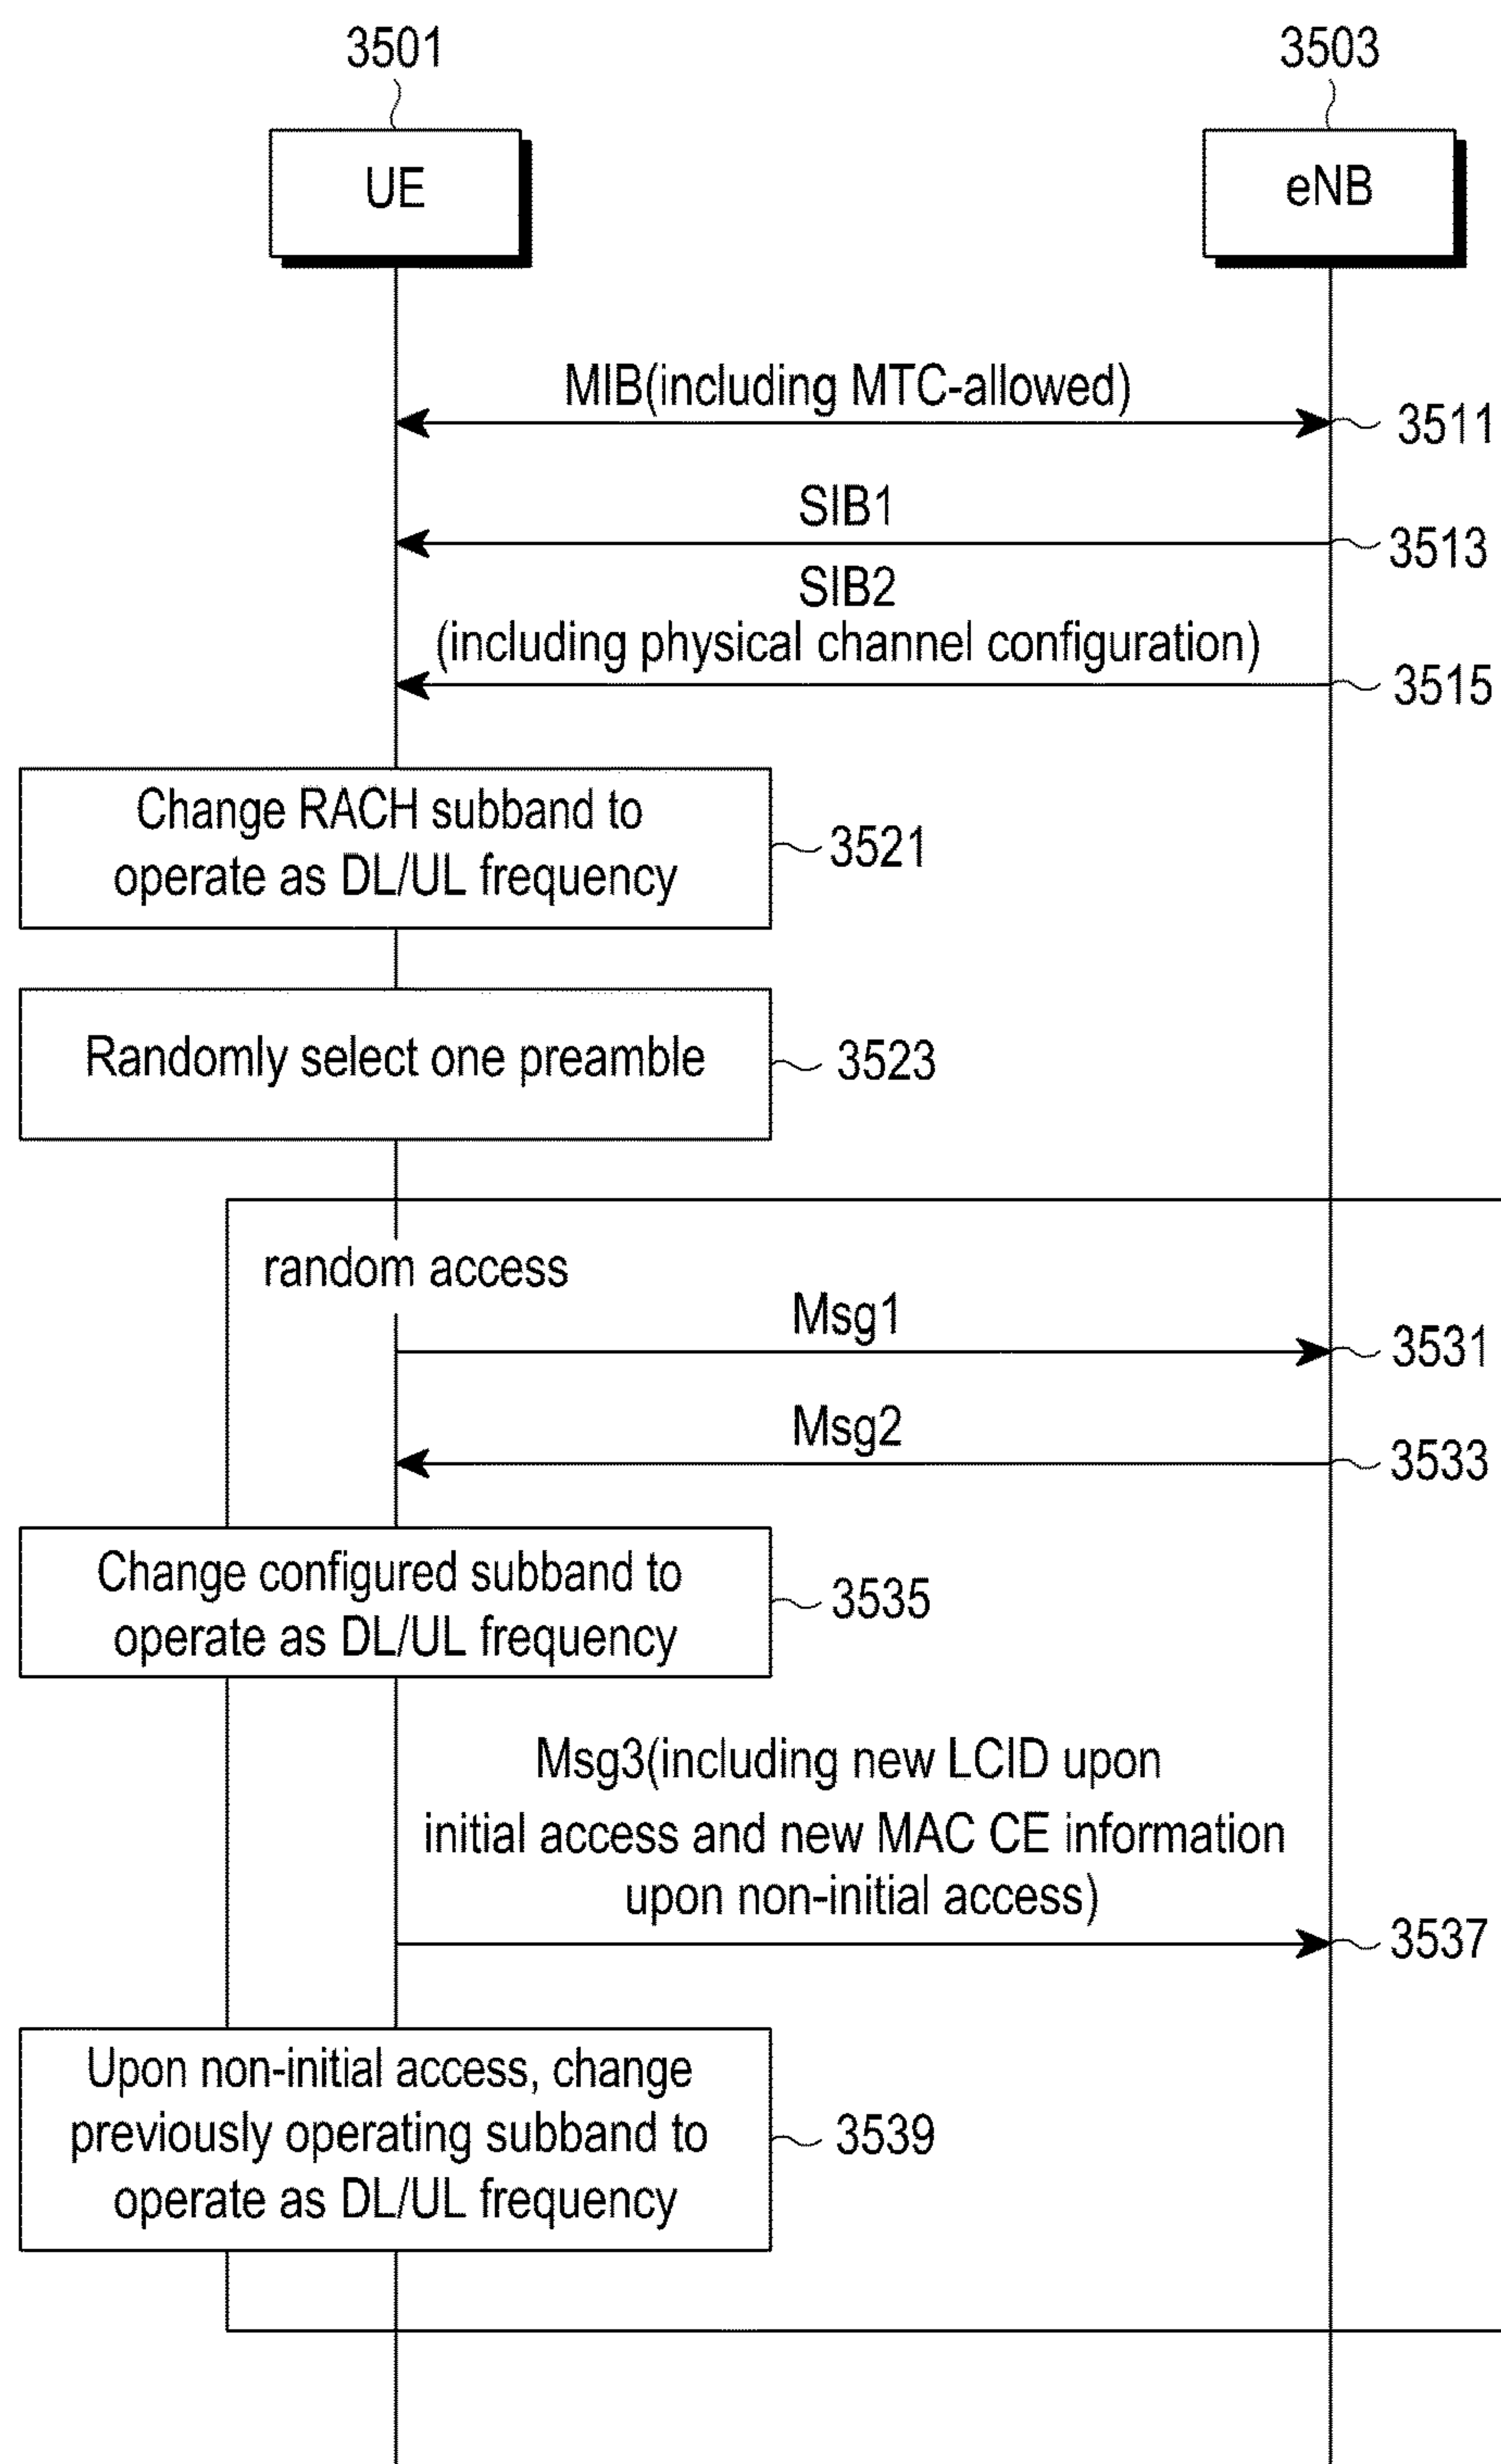 3501
3503
UE
eNB
MIB(including MTC-allowed)
3511
SIB1
3513
SIB2
(including physical channel configuration)
3515
Change RACH subband to
operate as DL/UL frequency
3521
Randomly select one preamble
3523
random access
Msg1
3531
Msg2
3533
Change configured subband to
operate as DL/UL frequency
3535
Msg3(including new LCID upon
initial access and new MAC CE information
upon non-initial access)
3537
Upon non-initial access, change
previously operating subband to
operate as DL/UL frequency
3539